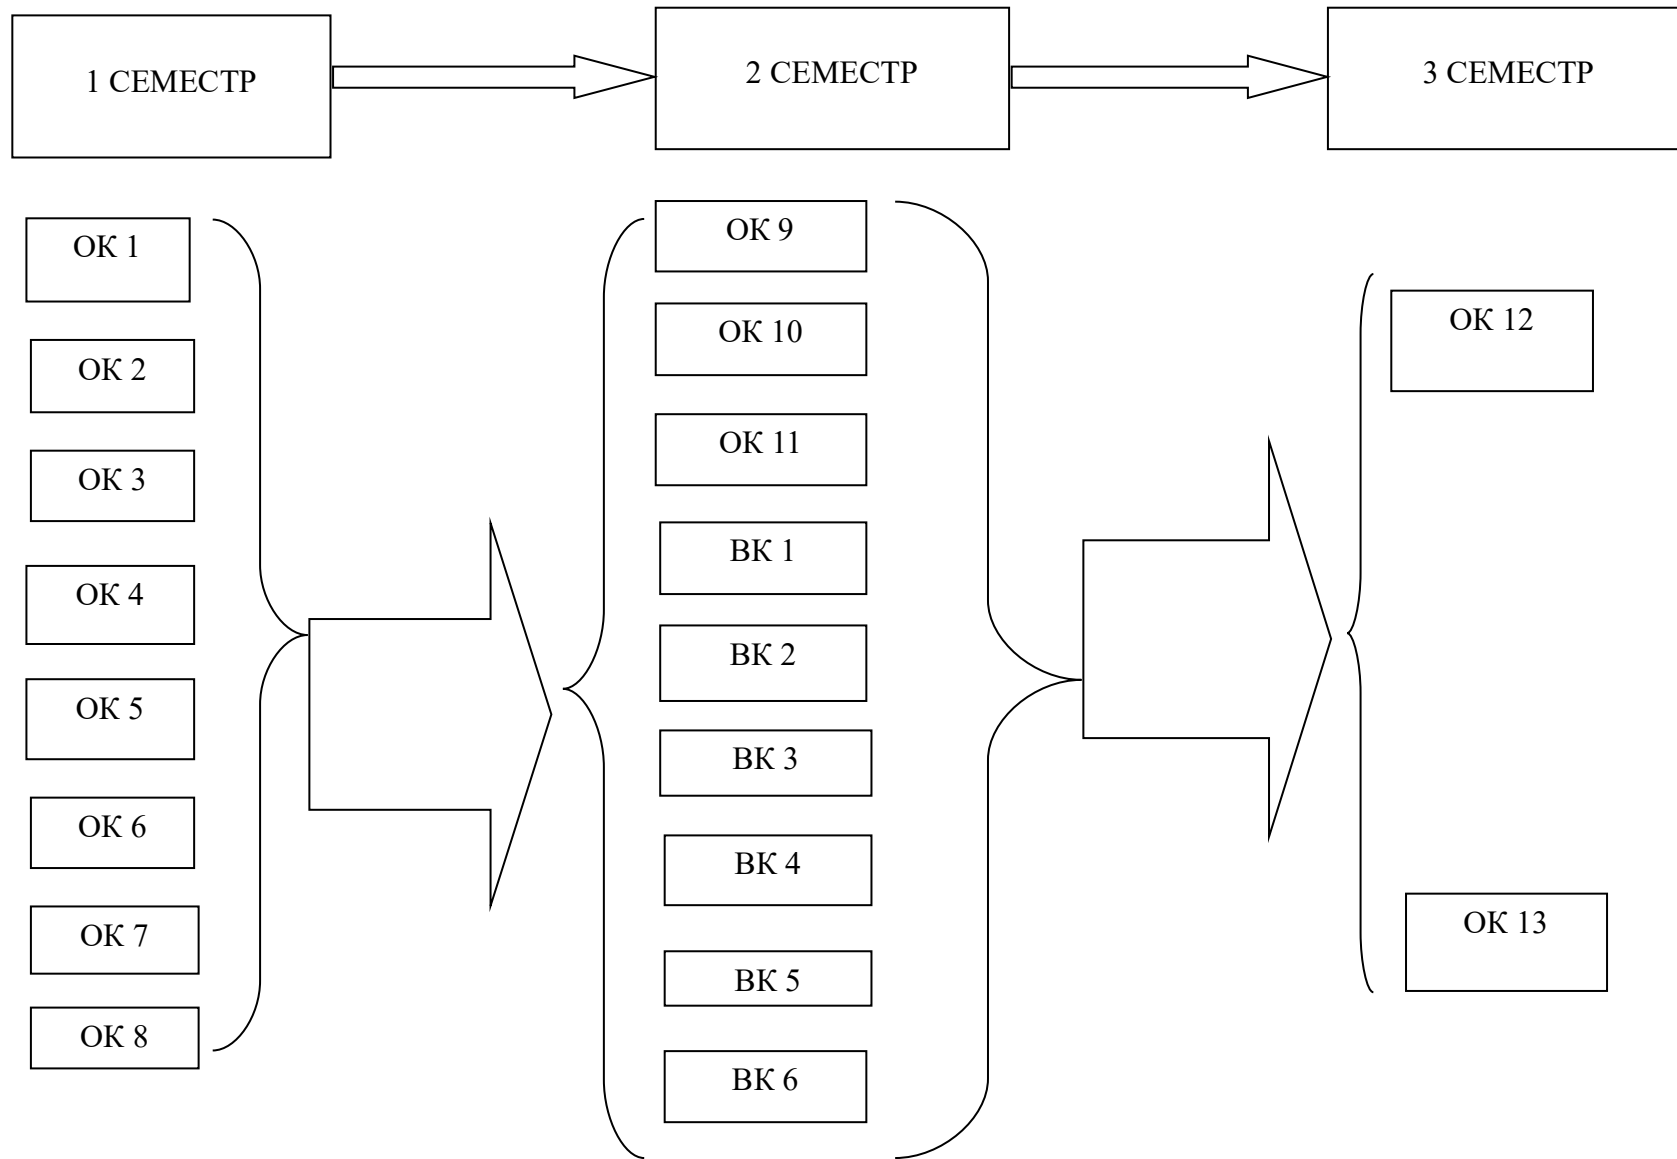 1 СЕМЕСТР
2 СЕМЕСТР
3 СЕМЕСТР
ОК 1
ОК 2
ОК 3
ОК 4
ОК 5
ОК 6
ОК 7
ОК 8
ОК 9
ОК 10
ОК 11
ВК 1
ВК 2
ВК 3
ВК 4
ВК 5
ВК 6
ОК 12
ОК 13